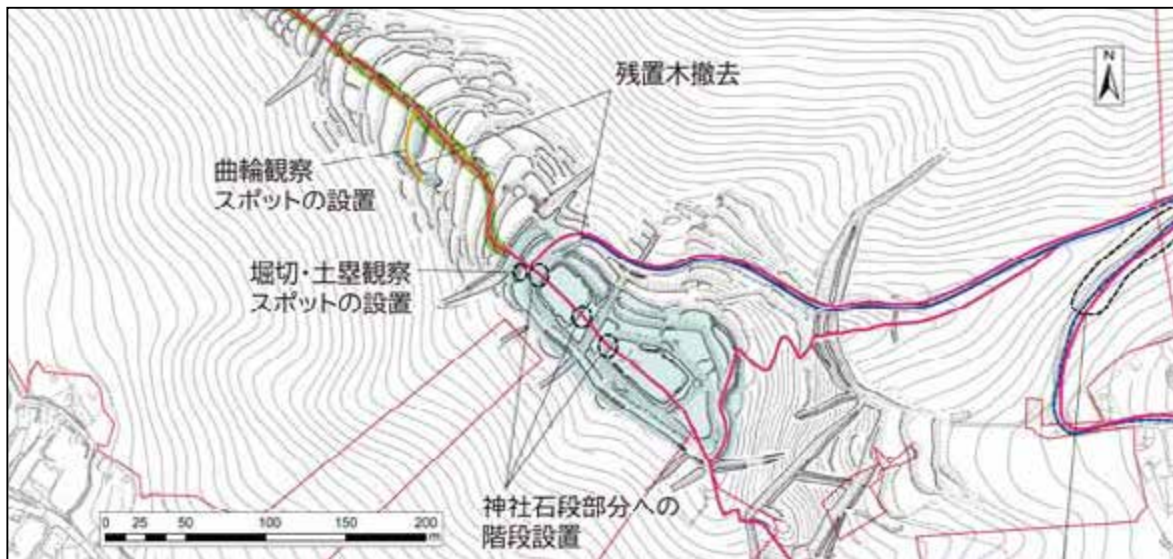 N
残置木撤去
曲輪観察
スポットの設置
堀切・土塁観察
スポットの設置
神社石段部分への
階段設置
0 25 50 100 150 200
m